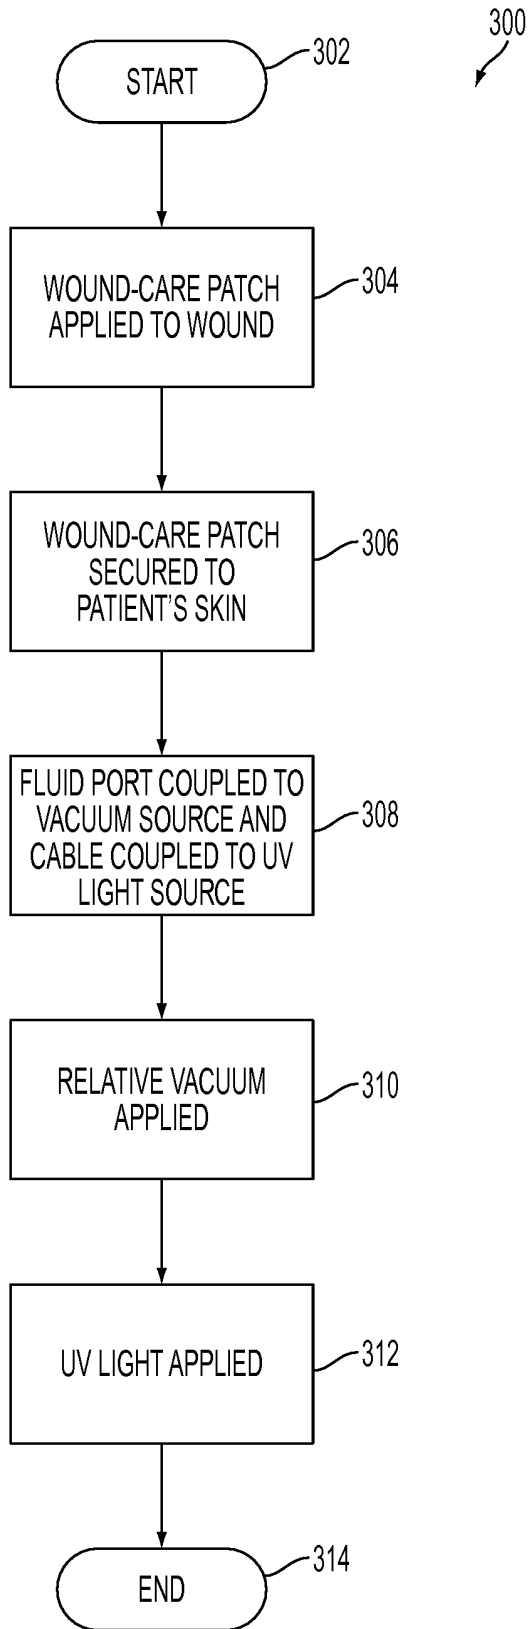 300
START
302
WOUND-CARE PATCH
APPLIED TO WOUND
304
WOUND-CARE PATCH
SECURED TO
PATIENT'S SKIN
306
FLUID PORT COUPLED TO
VACUUM SOURCE AND
CABLE COUPLED TO UV
LIGHT SOURCE
308
RELATIVE VACUUM
APPLIED
310
UV LIGHT APPLIED
312
END
314